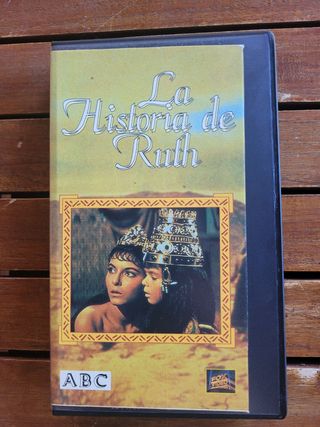 La
Historia de
Ruth
ABC